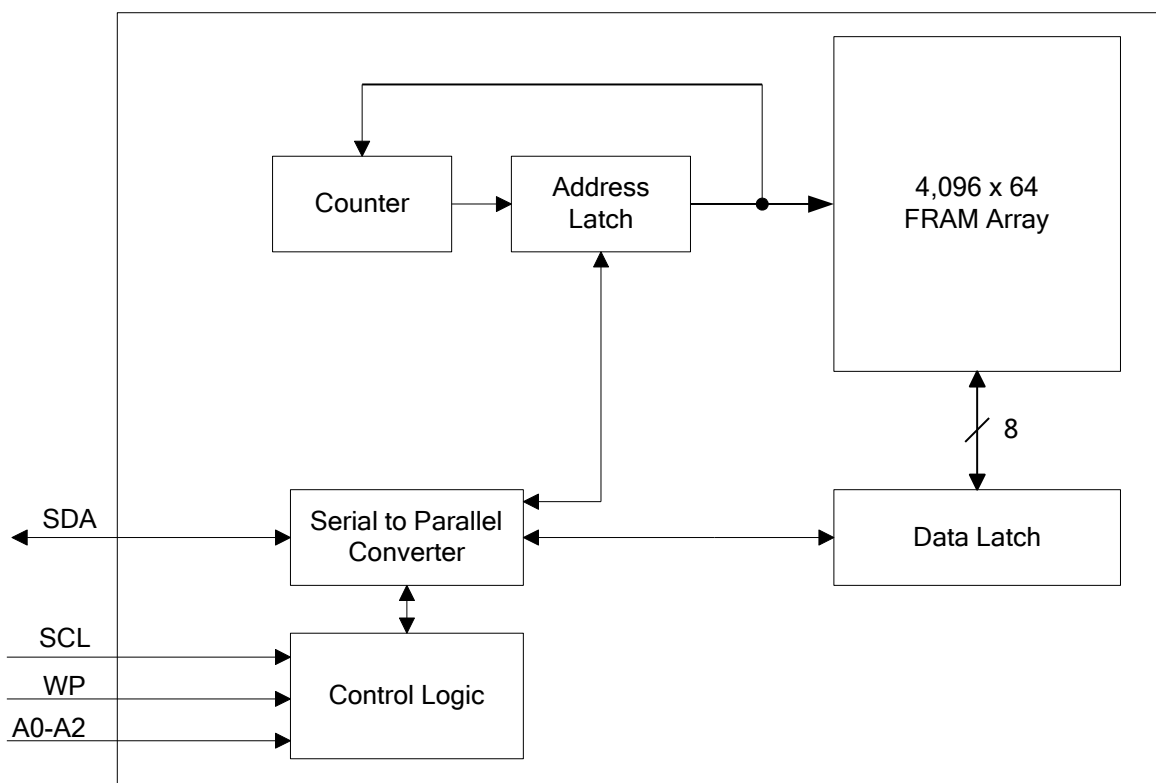 Counter
Address
Latch
4,096 x 64
FRAM Array
8
SDA
Serial to Parallel
Converter
Data Latch
SCL
WP
A0-A2
Control Logic